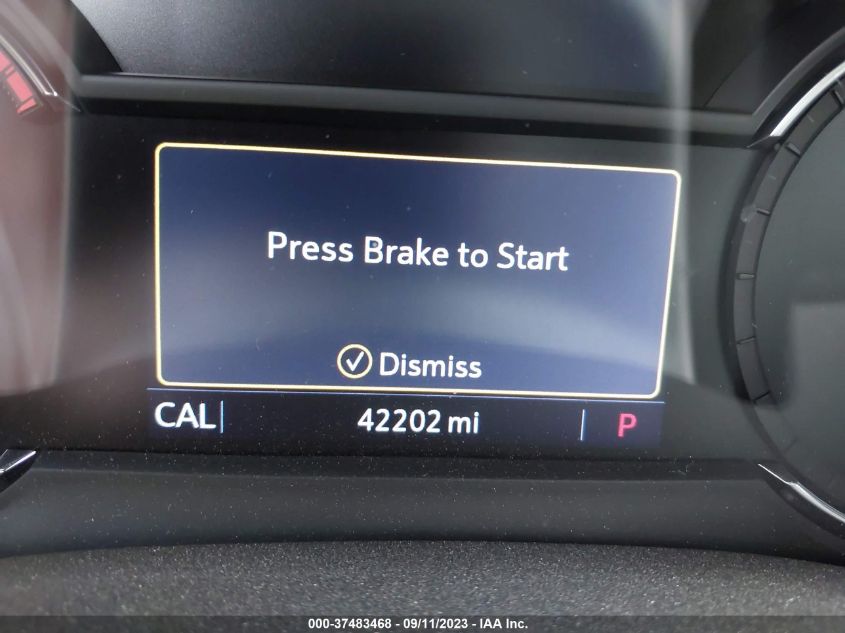 Press Brake to Start
Dismiss
CAL 42202 mi P
000-37483468 - 09/11/2023 - IAA Inc.